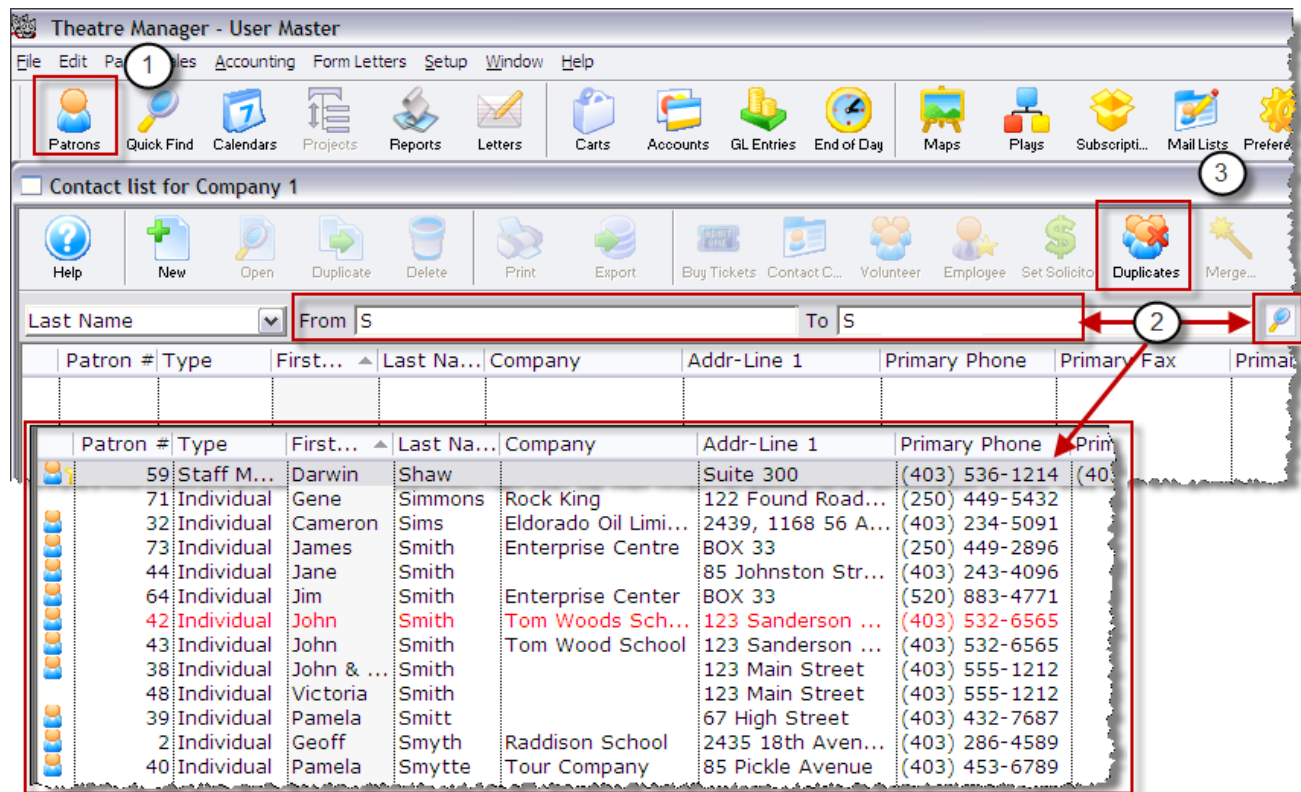 Theatre Manager - User Master
File Edit Pa les Accounting Form Letters Setup Window Help
1
Patrons Quick Find Calendars Projects Reports Letters Carts Accounts GL Entries End of Day Maps Plays Subscripti... Mail Lists Prefere
7
3
Contact list for Company 1
Help New Open Duplicate Delete Print Export Buy Tickets Contact C... Volunteer Employee Set Solicito Duplicates Merge...
ADMIT ONE
Last Name From S To S 2
Patron # Type First... Last Na... Company Addr-Line 1 Primary Phone Primary Fax Primar
Patron # Type First... Last Na... Company Addr-Line 1 Primary Phone Prim
59 Staff M... Darwin Shaw Suite 300 (403) 536-1214 (40
71 Individual Gene Simmons Rock King 122 Found Road... (250) 449-5432
32 Individual Cameron Sims Eldorado Oil Limi... 2439, 1168 56 A... (403) 234-5091
73 Individual James Smith Enterprise Centre BOX 33 (250) 449-2896
44 Individual Jane Smith 85 Johnston Str... (403) 243-4096
64 Individual Jim Smith Enterprise Center BOX 33 (520) 883-4771
42 Individual John Smith Tom Woods Sch... 123 Sanderson ... (403) 532-6565
43 Individual John Smith Tom Wood School 123 Sanderson ... (403) 532-6565
38 Individual John & ... Smith 123 Main Street (403) 555-1212
48 Individual Victoria Smith 123 Main Street (403) 555-1212
39 Individual Pamela Smitt 67 High Street (403) 432-7687
2 Individual Geoff Smyth Raddison School 2435 18th Aven... (403) 286-4589
40 Individual Pamela Smytte Tour Company 85 Pickle Avenue (403) 453-6789